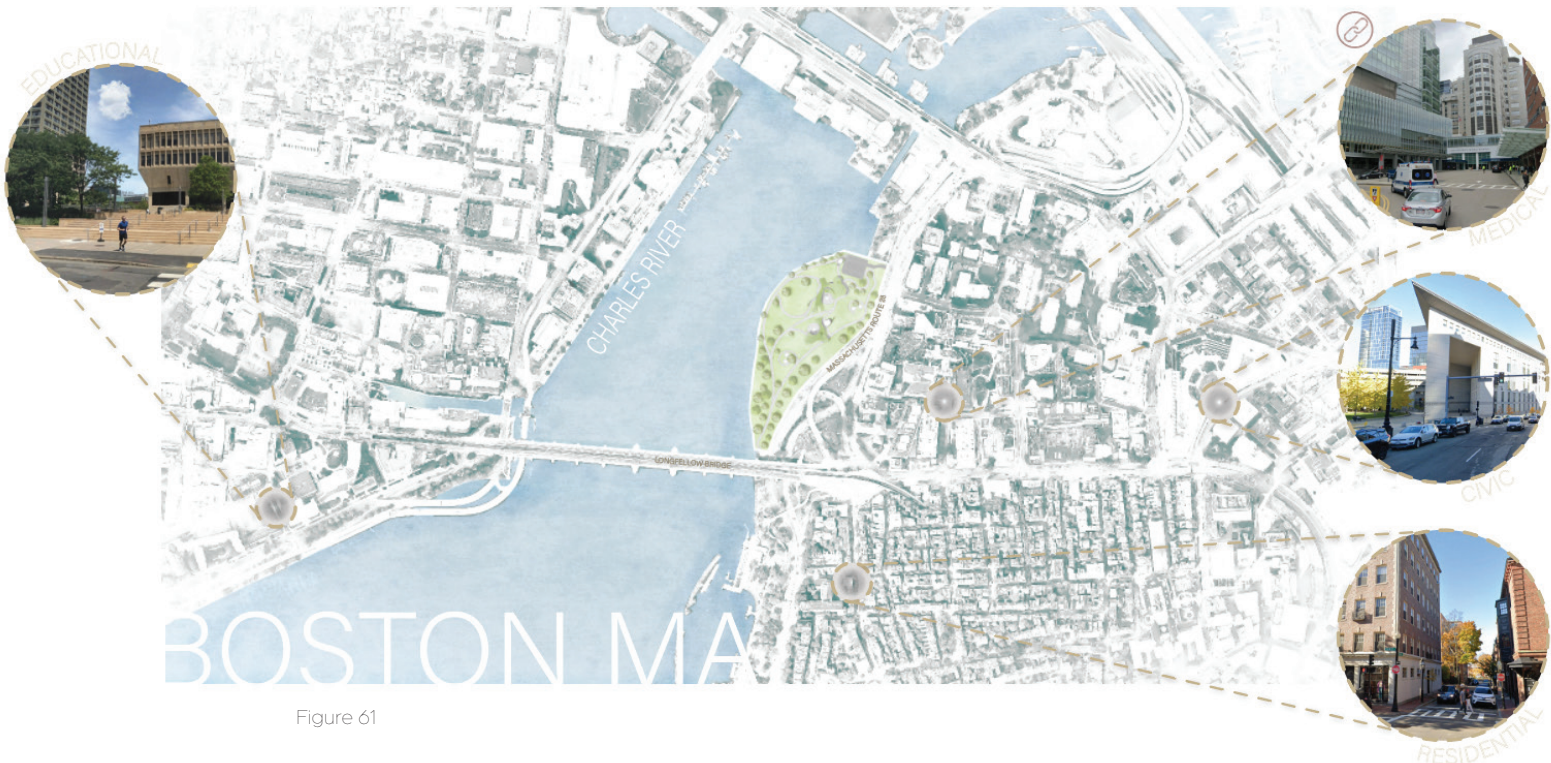 EDUCATIONAL
MEDICAL
CHARLES RIVER
MASSACHUSETTS ROUTE 28
LONGFELLOW BRIDGE
CIVIC
BOSTON MA
RESIDENTIAL
Figure 61